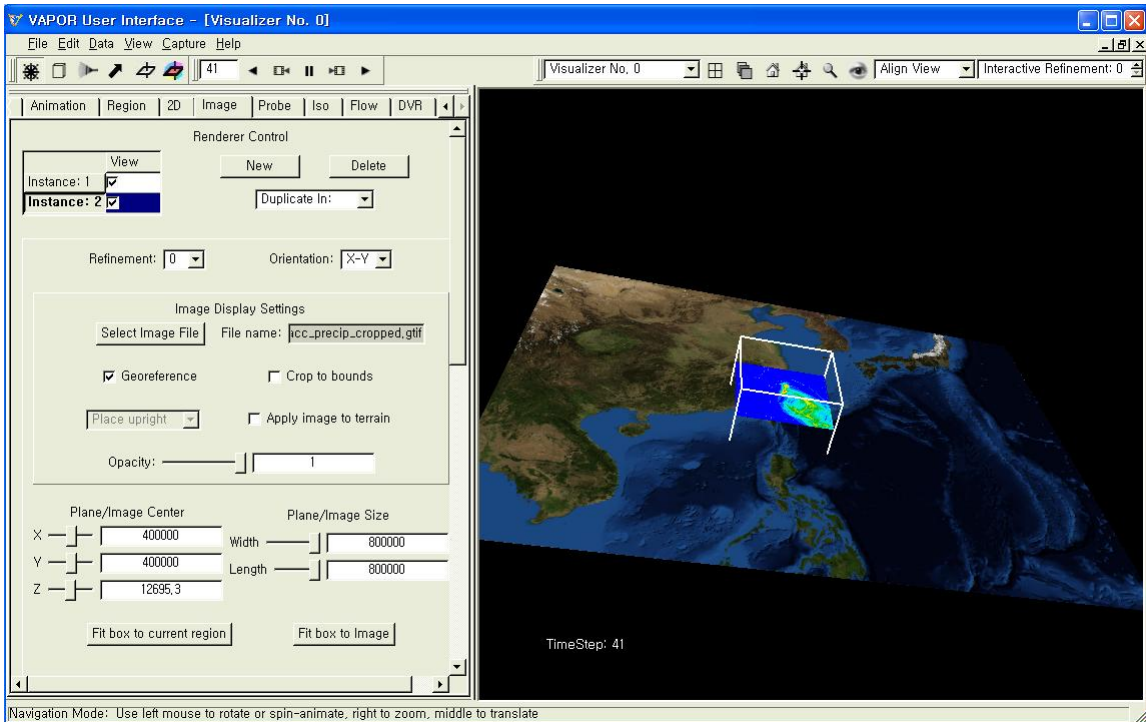 VAPOR User Interface - [Visualizer No. 0]
File Edit Data View Capture Help
41 Visualizer No. 0 Align View Interactive Refinement: 0
Animation Region 2D Image Probe Iso Flow DVR
Renderer Control
View
New Delete
Instance: 1
Instance: 2
Duplicate In:
Refinement: 0 Orientation: X-Y
Image Display Settings
Select Image File File name: icc_precip_cropped.gtif
Georeference Crop to bounds
Place upright Apply image to terrain
Opacity: 1
Plane/Image Center Plane/Image Size
X 400000 Width 800000
Y 400000 Length 800000
Z 12695.3
Fit box to current region Fit box to Image
TimeStep: 41
Navigation Mode: Use left mouse to rotate or spin-animate, right to zoom, middle to translate